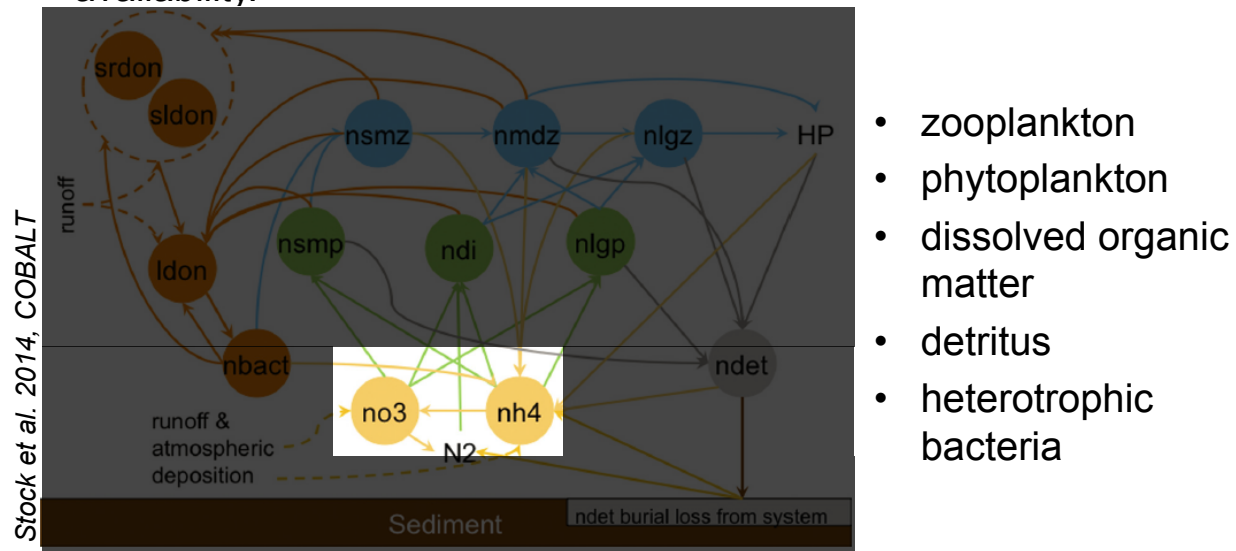 srdon
sldon
nsmz
nmdz
nlgz
HP
runoff
nsmp
ndi
nlgp
ldon
nbact
ndet
no3
nh4
N2
runoff &
atmospheric
deposition
Sediment
ndet burial loss from system
Stock et al. 2014, COBALT
• zooplankton
• phytoplankton
• dissolved organic
matter
• detritus
• heterotrophic
bacteria